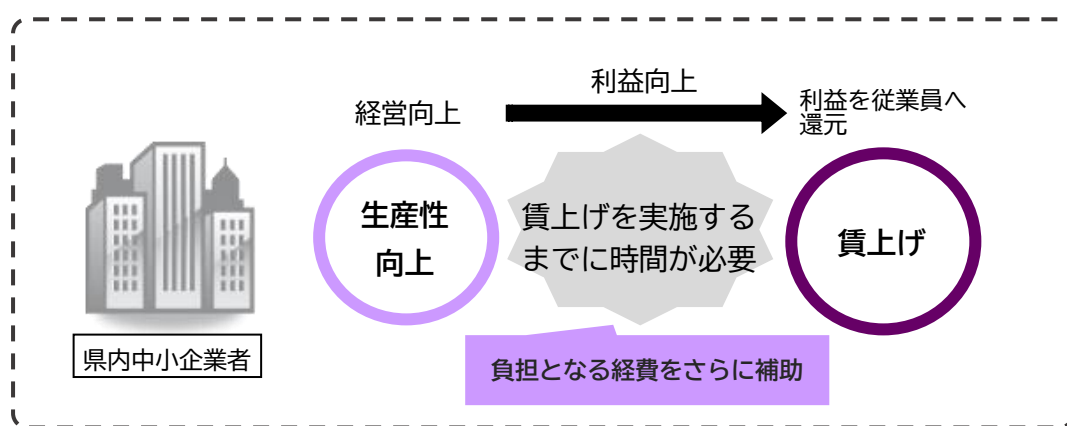 利益向上
経営向上
利益を従業員へ
還元
生産性
向上
賃上げを実施する
までに時間が必要
賃上げ
県内中小企業者
負担となる経費をさらに補助